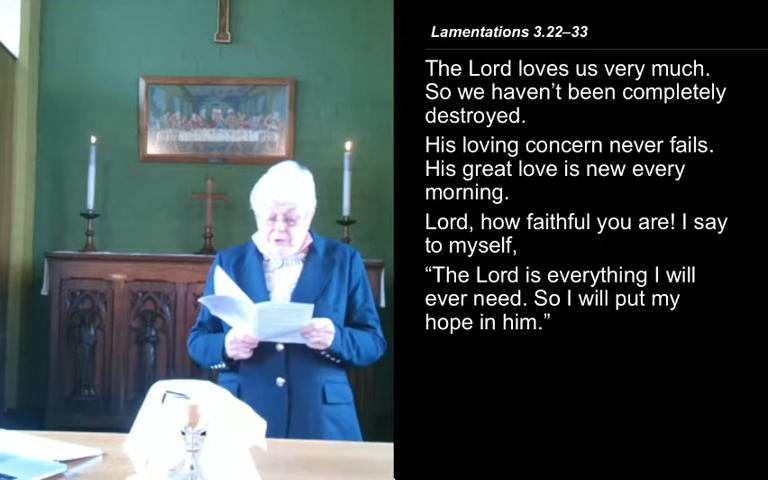 Lamentations 3.22–33
The Lord loves us very much.
So we haven’t been completely
destroyed.
His loving concern never fails.
His great love is new every
morning.
Lord, how faithful you are! I say
to myself,
“The Lord is everything I will
ever need. So I will put my
hope in him.”